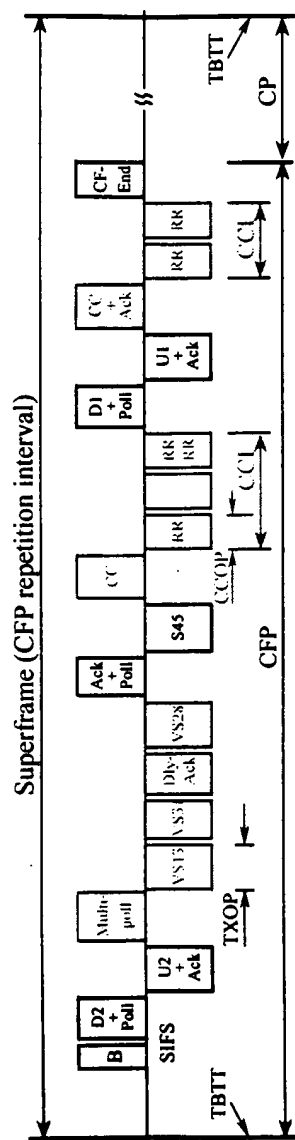 Superframe (CFP repetition interval)
TBTT
SIFS
B
D2
+
Poll
U2
+
Ack
Multi-
poll
TXOP
VS13
VS31
Dly-
Ack
VS28
Ack
+
Poll
S45
CC
CCOP
RR
RR
RR
CCI
D1
+
Poll
U1
+
Ack
CC
+
Ack
RR
RR
CCI
CF-
End
TBTT
CFP
CP